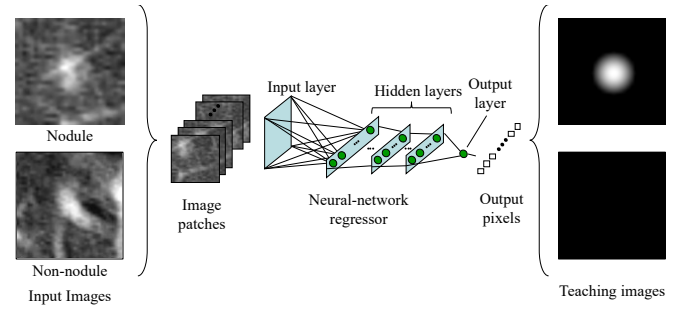 Nodule
Non-nodule
Input Images
Image
patches
Input layer
Hidden layers
Output
layer
Neural-network
regressor
Output
pixels
Teaching images